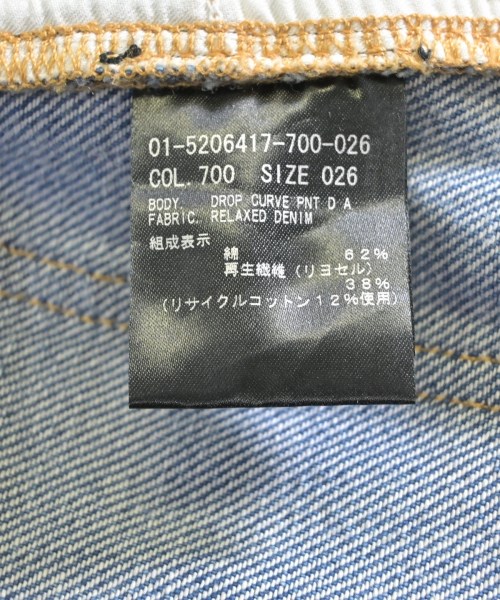 01-5206417-700-026
COL. 700 SIZE 026
BODY. DROP CURVE PNT D A
FABRIC. RELAXED DENIM
組成表示
綿 62%
再生繊維(リヨセル)
38%
(リサイクルコットン12%使用)